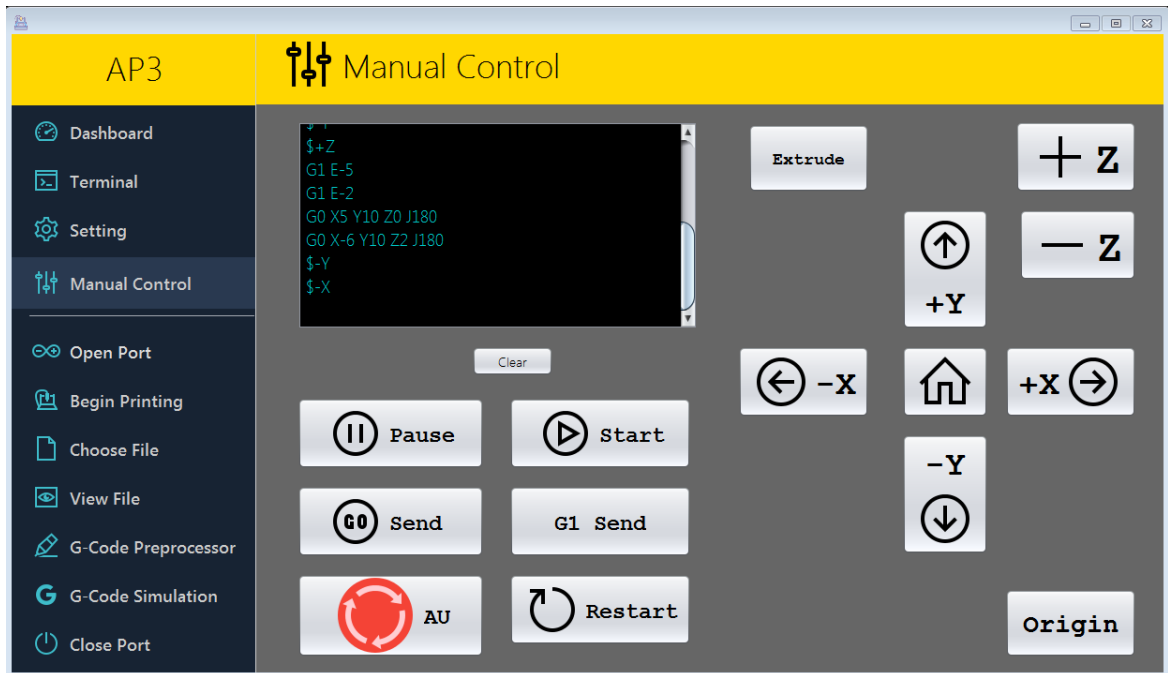 AP3
Manual Control
Dashboard
Terminal
Setting
Manual Control
Open Port
Begin Printing
Choose File
View File
G-Code Preprocessor
G-Code Simulation
Close Port
$+Z
G1 E-5
G1 E-2
G0 X5 Y10 Z0 J180
G0 X-6 Y10 Z2 J180
$-Y
$-X
Clear
Pause
Start
GO Send
G1 Send
AU
Restart
Extrude
+ Z
- Z
+Y
-X
+X
-Y
Origin